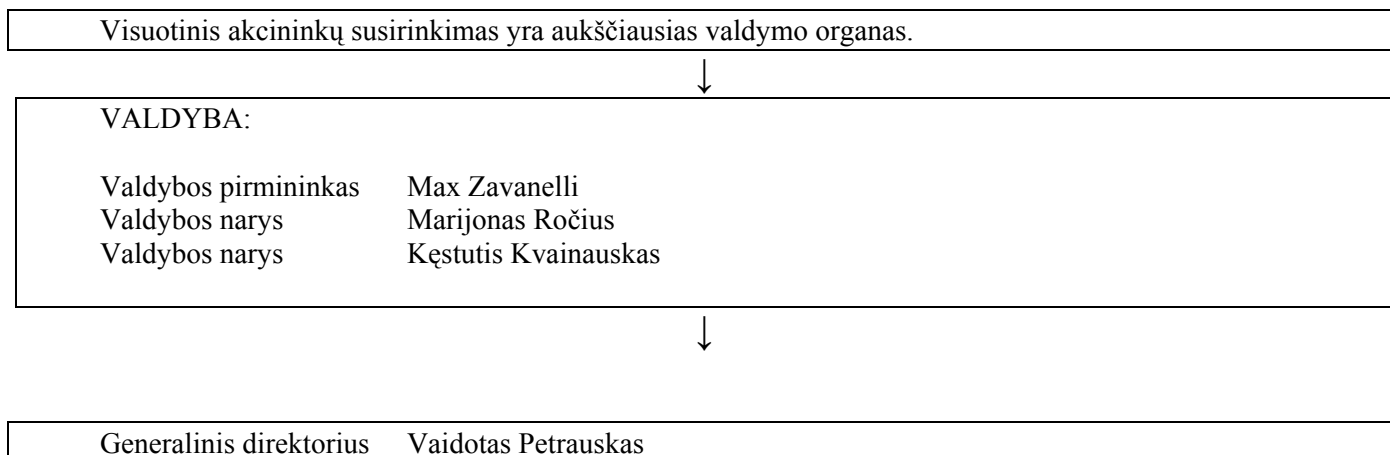 Visuotinis akcininkų susirinkimas yra aukščiausias valdymo organas.
↓
VALDYBA:
Valdybos pirmininkas Max Zavanelli
Valdybos narys Marijonas Ročius
Valdybos narys Kęstutis Kvainauskas
↓
Generalinis direktorius Vaidotas Petrauskas